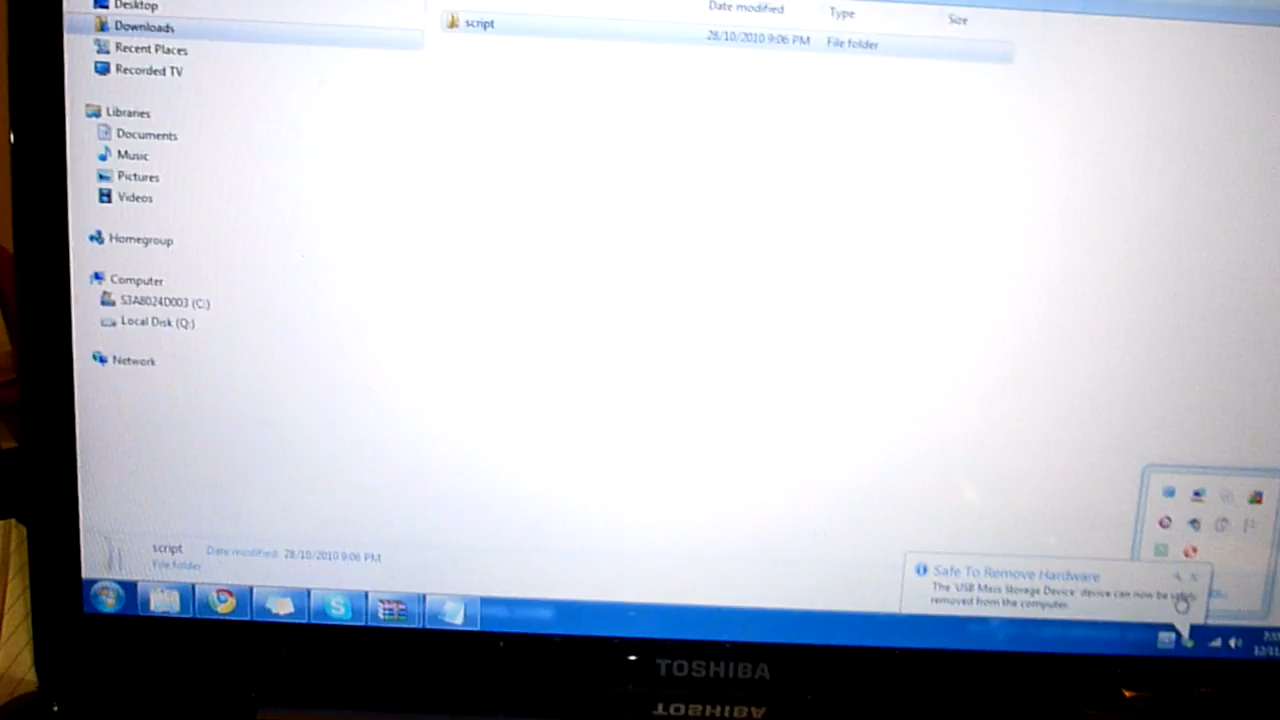 Desktop
Date modified
Type
Size
Downloads
script
28/10/2010 9:06 PM
File folder
Recent Places
Recorded TV
Libraries
Documents
Music
Pictures
Videos
Homegroup
Computer
S3A8024D003 (C:)
Local Disk (Q:)
Network
script
Date modified: 28/10/2010 9:06 PM
File folder
Safe To Remove Hardware
The 'USB Mass Storage Device' device can now be safely
removed from the computer.
TOSHIBA